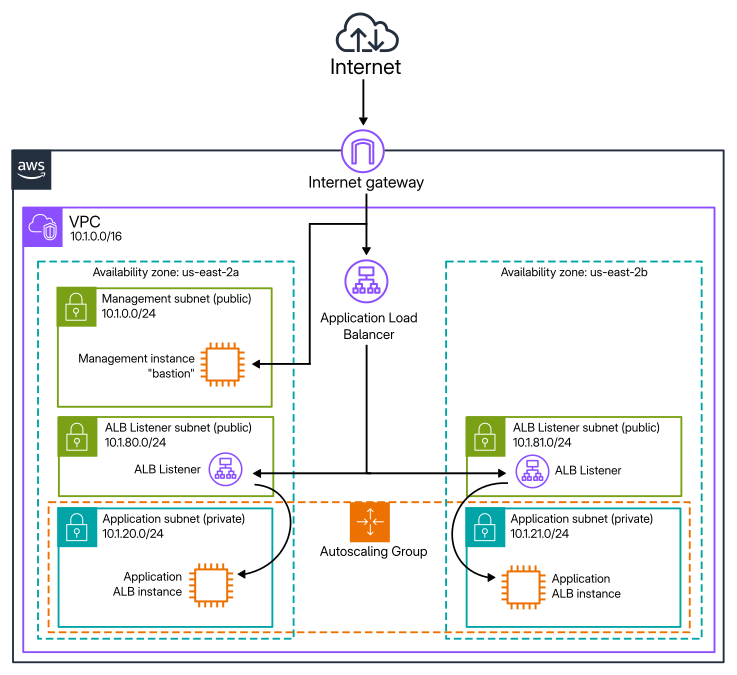 Internet
aws
Internet gateway
VPC
10.1.0.0/16
Availability zone: us-east-2a
Availability zone: us-east-2b
Management subnet (public)
10.1.0.0/24
Management instance
"bastion"
Application Load
Balancer
ALB Listener subnet (public)
10.1.80.0/24
ALB Listener
ALB Listener subnet (public)
10.1.81.0/24
ALB Listener
Application subnet (private)
10.1.20.0/24
Application
ALB instance
Autoscaling Group
Application subnet (private)
10.1.21.0/24
Application
ALB instance